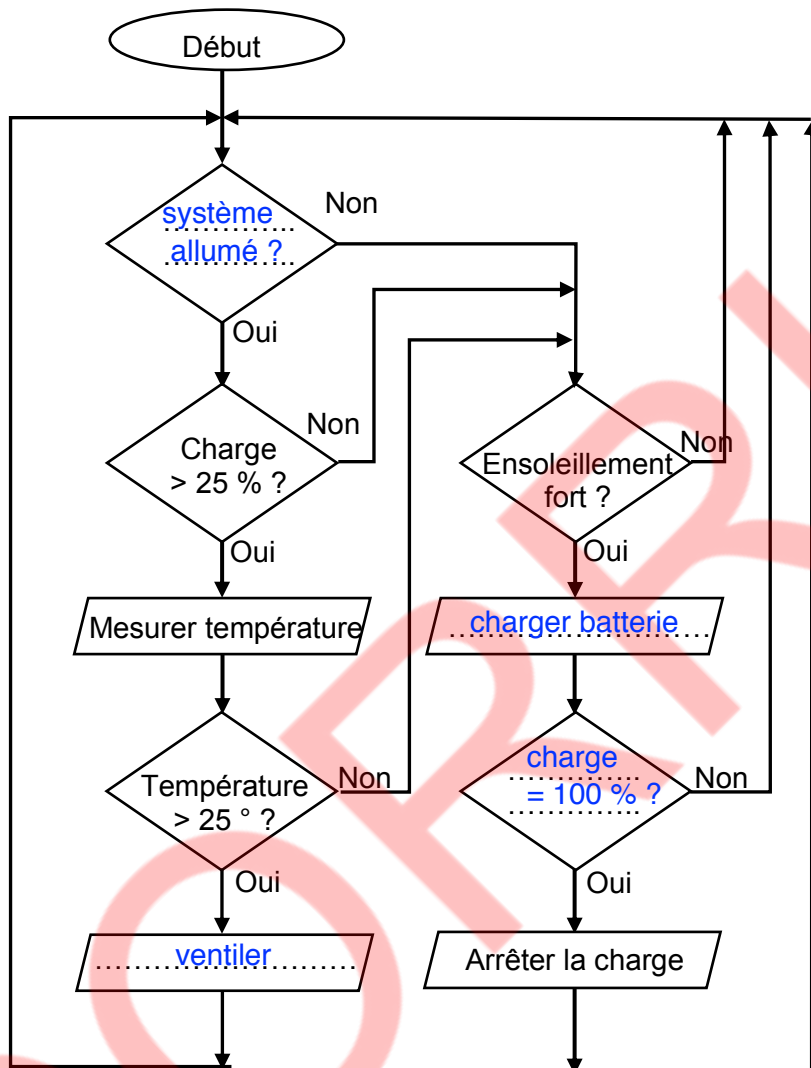 Début
Non
système
allumé ?
Oui
Non
Charge
> 25 % ?
Non
Ensoleillement
fort ?
Oui
Oui
Mesurer température
charger batterie
Température
> 25 ° ?
Non
charge
= 100 % ?
Non
Oui
Oui
ventiler
Arrêter la charge